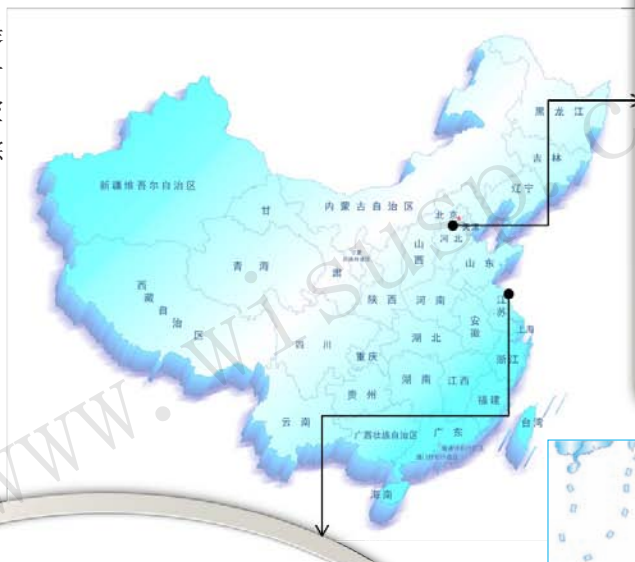 黑龙江
吉林
辽宁
新疆维吾尔自治区
内蒙古自治区
甘
肃
北京
天津
河北
山西
山东
青海
西藏自治区
陕西
河南
江苏
安徽
上海
四川
重庆
湖北
浙江
湖南
江西
贵州
福建
云南
广西壮族自治区
广东
台湾
海南
www.wisusp.c